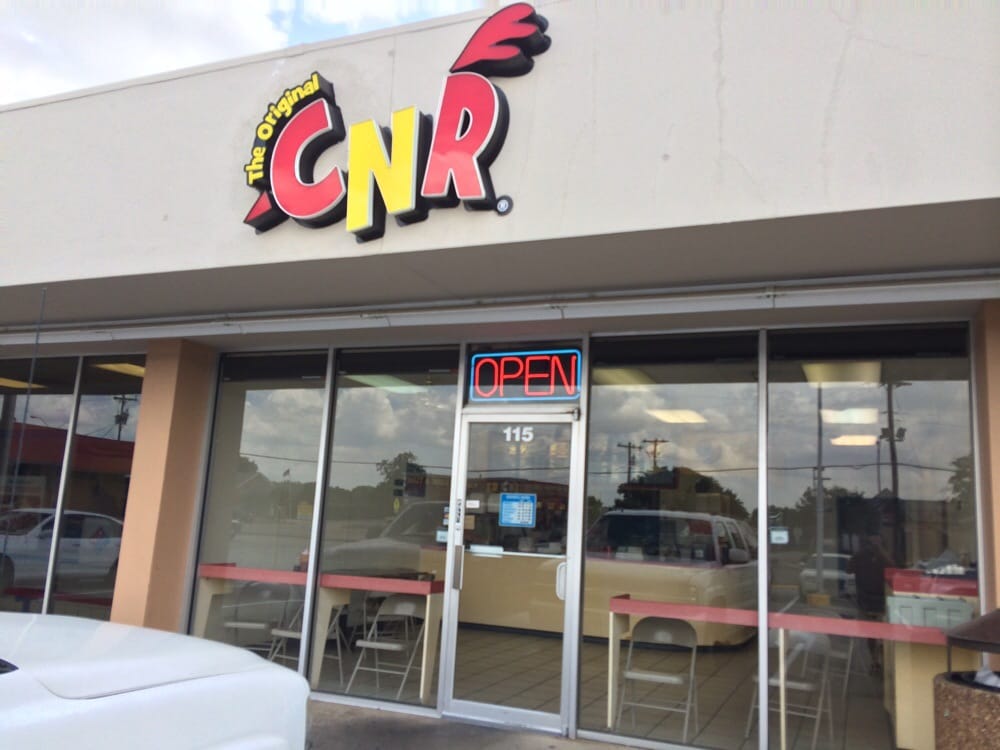 The Original
CNR
®
OPEN
115